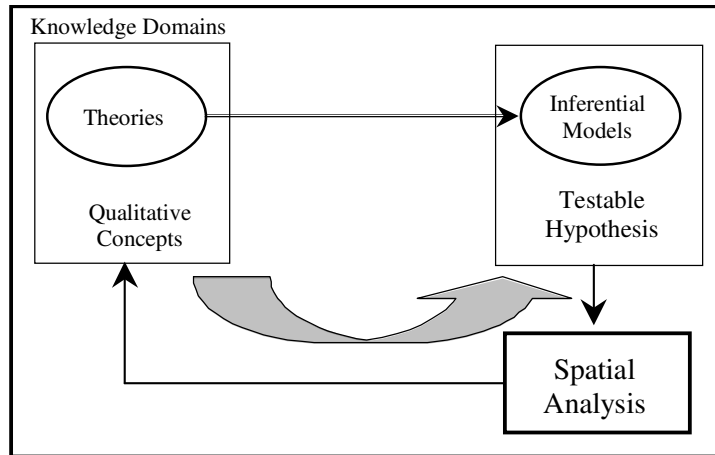 Knowledge Domains
Theories
Qualitative
Concepts
Inferential
Models
Testable
Hypothesis
Spatial
Analysis